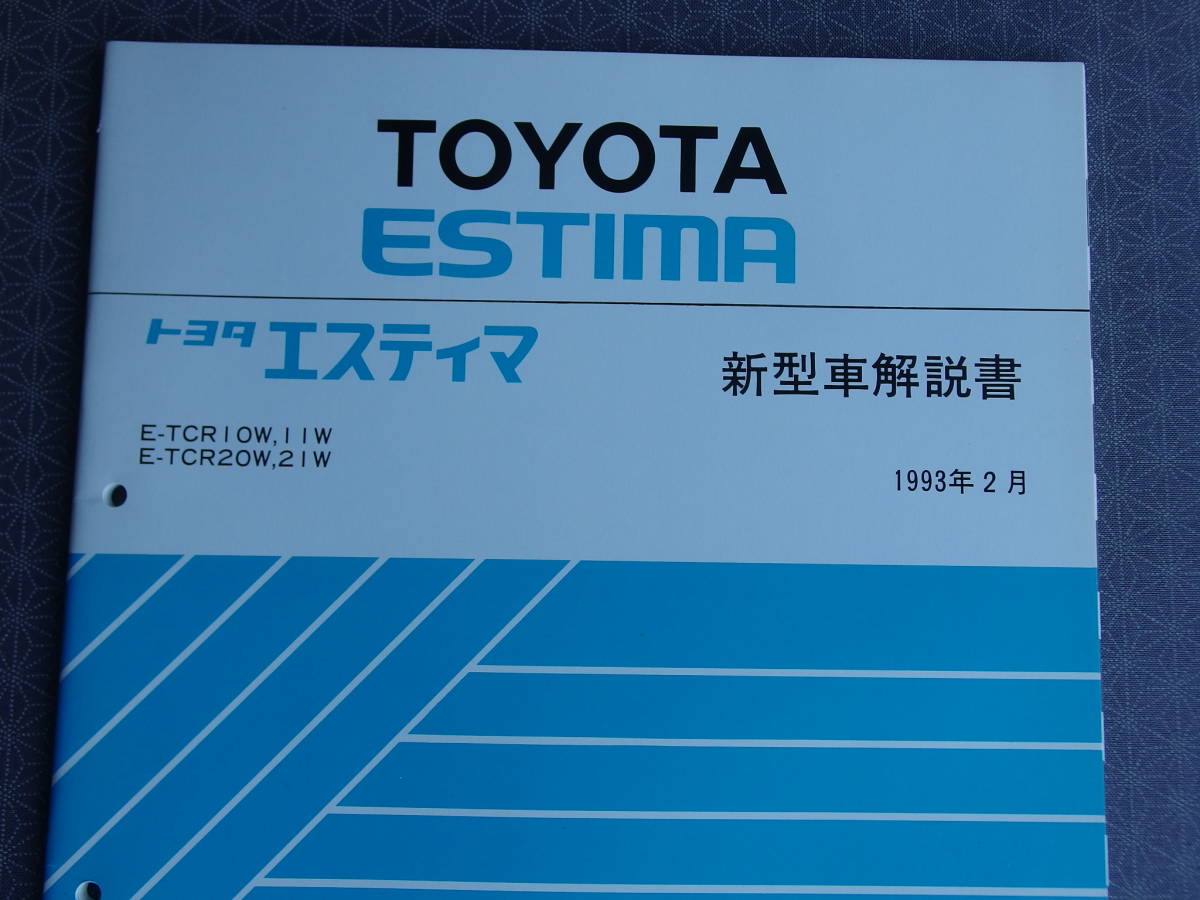 TOYOTA
ESTIMA
トヨタ エスティマ
新型車解説書
E-TCR10W,11W
E-TCR20W,21W
1993年2月